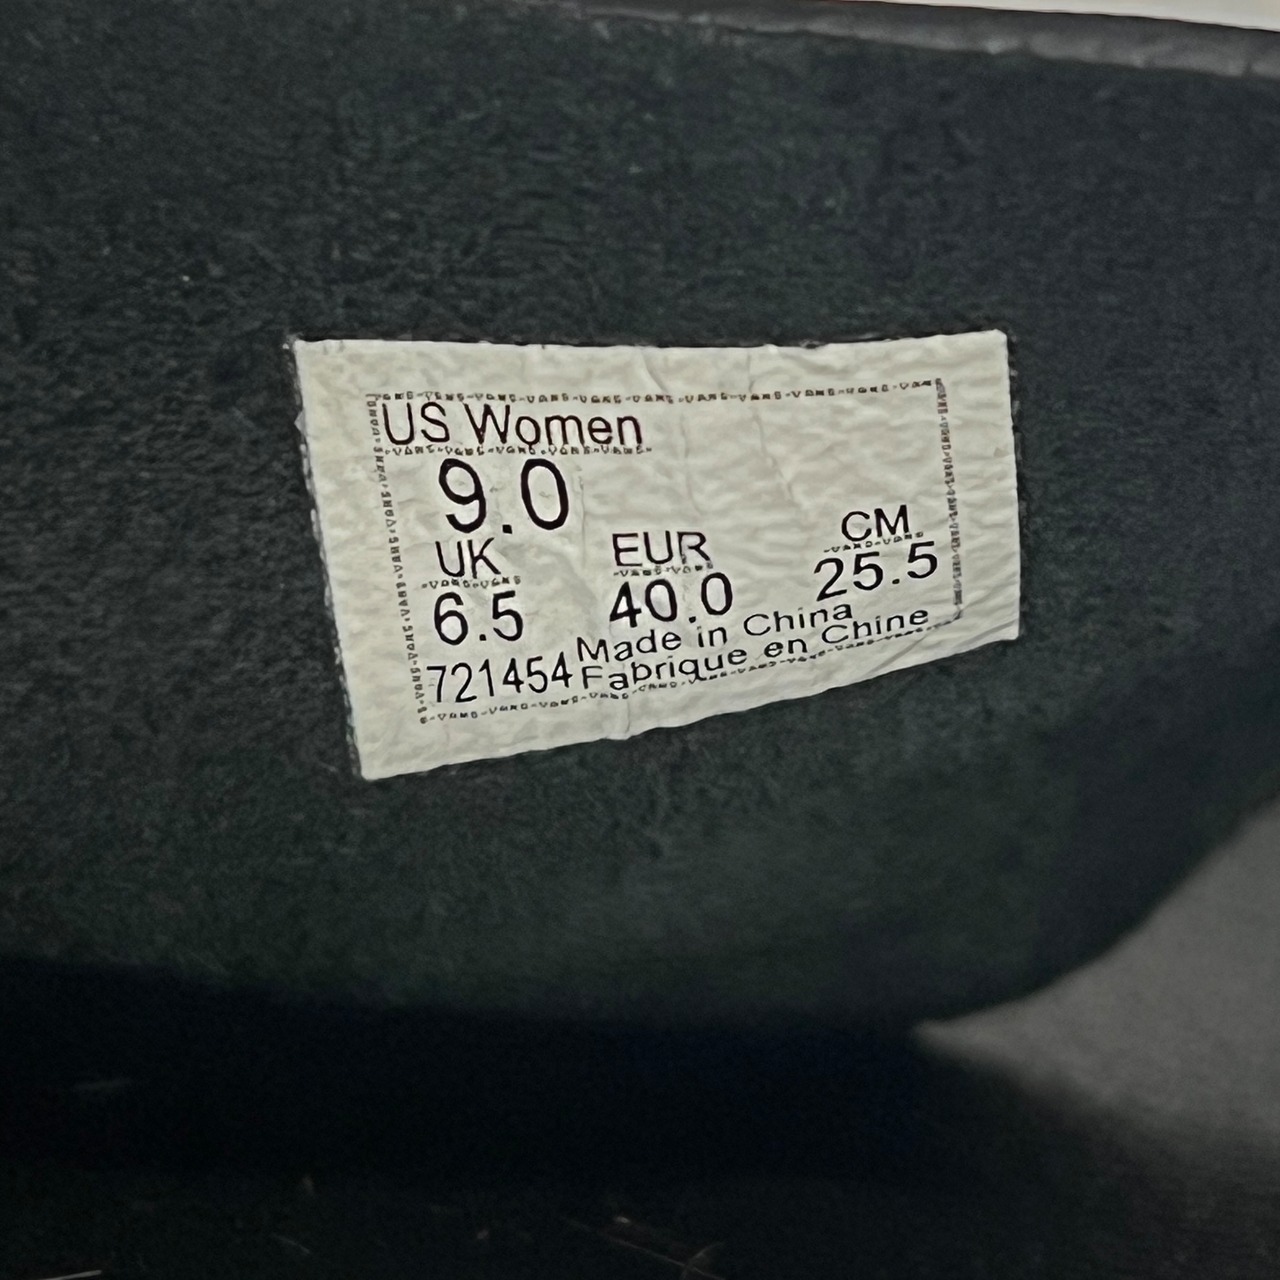 US Women
9.0
UK EUR CM
6.5 40.0 25.5
721454 Made in China
Fabrique en Chine